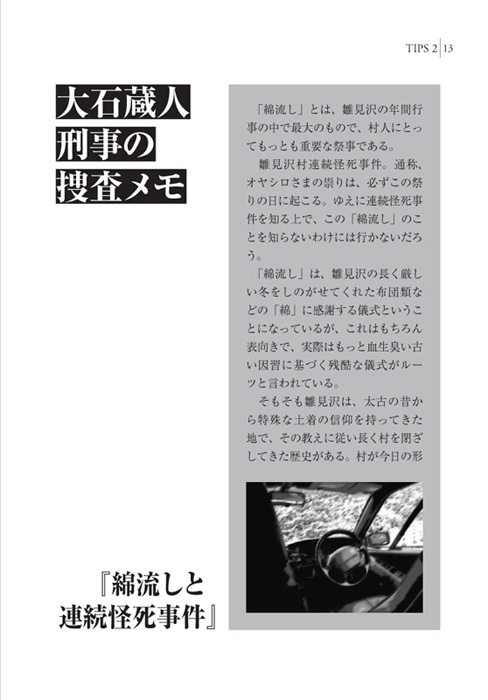 TIPS 2 13
大石蔵人
刑事の
捜査メモ
「綿流し」とは、雛見沢の年間行
事の中で最大のもので、村人にとっ
てもっとも重要な祭事である。
雛見沢村連続怪死事件。通称、
オヤシロさまの祟りは、必ずこの祭
りの日に起こる。ゆえに連続怪死事
件を知る上で、この「綿流し」のこ
とを知らないわけには行かないだろ
う。
「綿流し」は、雛見沢の長く厳し
い冬をしのがせてくれた布団類な
どの「綿」に感謝する儀式というこ
とになっているが、これはもちろん
表向きで、実際はもっと血生臭い古
い因習に基づく残酷な儀式がルー
ツと言われている。
そもそも雛見沢は、太古の昔か
ら特殊な土着の信仰を持ってきた
地で、その教えに従い長く村を閉ざ
してきた歴史がある。村が今日の形
『綿流しと
連続怪死事件』